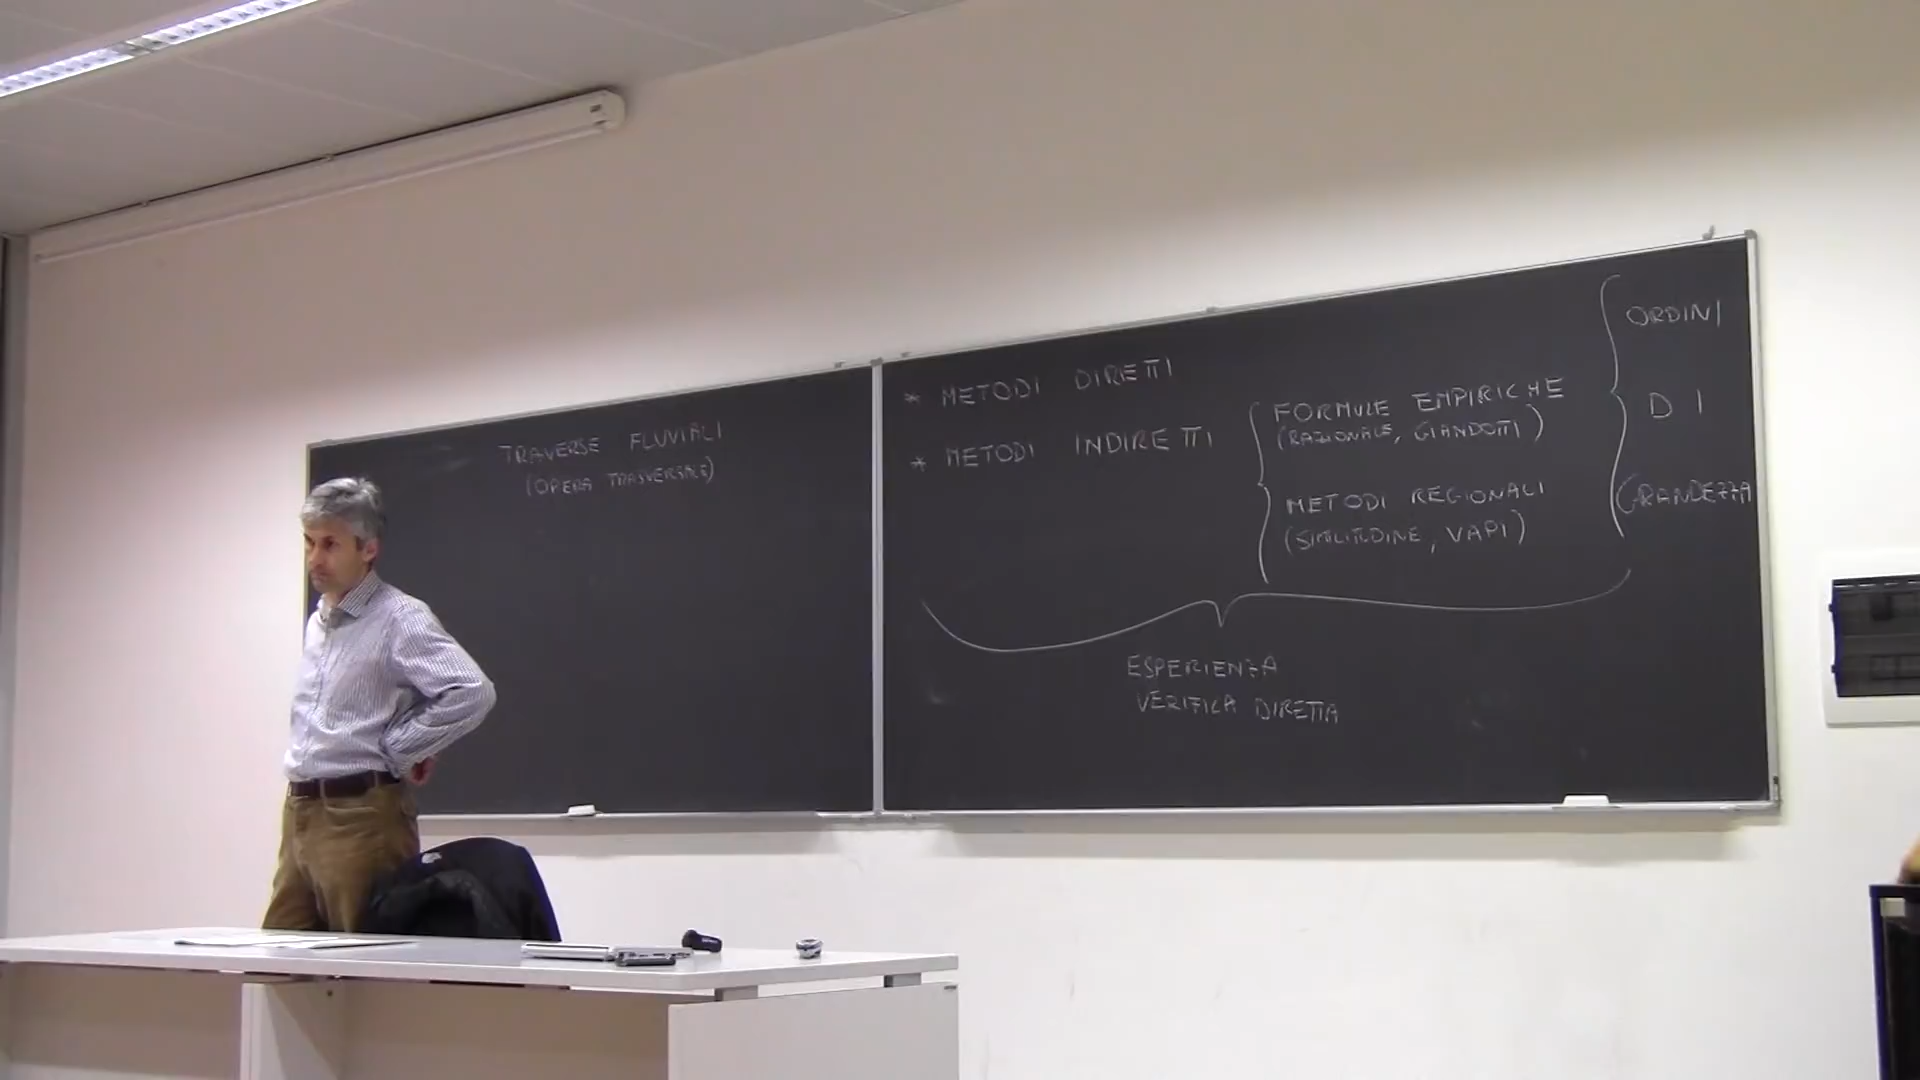 TRAVERSE FLUVIALI
(OPERA TRASVERSALE)
* METODI DIRETTI
* METODI INDIRETTI
FORMULE EMPIRICHE
(RAZIONALE, GIANDOTTI)
METODI REGIONALI
(SIMILITUDINE, VAPI)
ORDINI
DI
GRANDEZZA
ESPERIENZA
VERIFICA DIRETTA